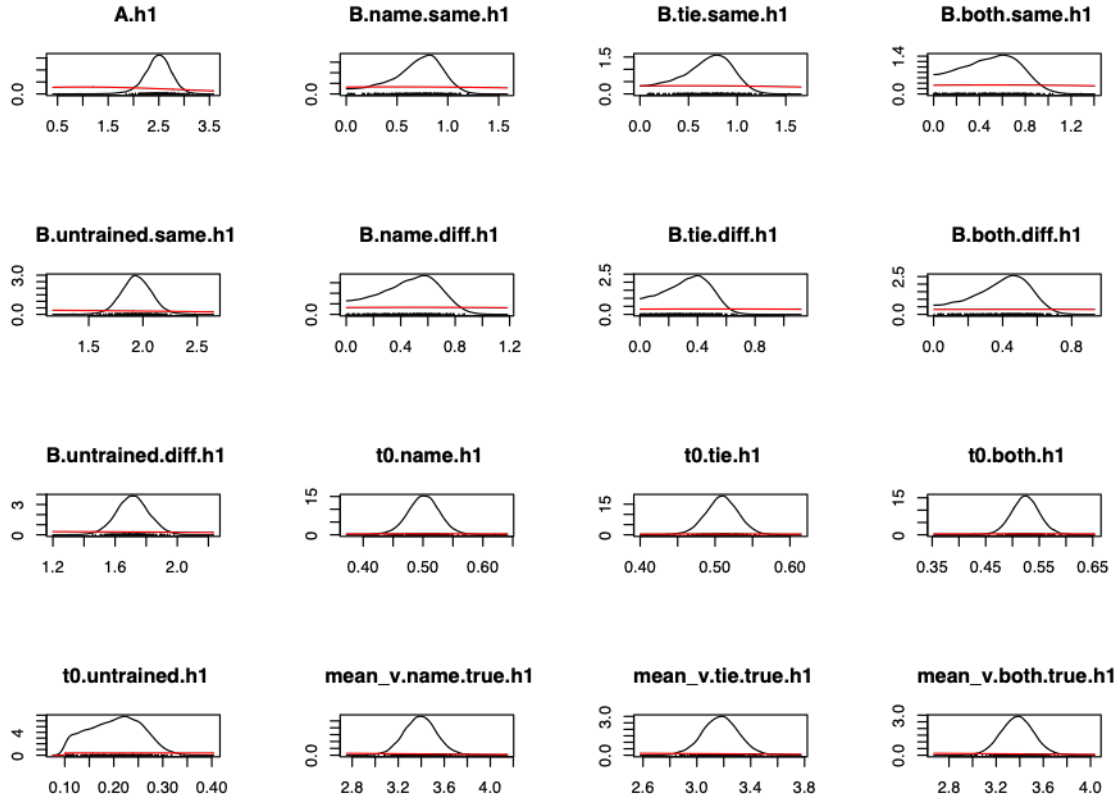 A.h1 B.name.same.h1 B.tie.same.h1 B.both.same.h1
0.0 0.0 0.0 1.5 0.0 1.4
0.5 1.5 2.5 3.5 0.0 0.5 1.0 1.5 0.0 0.5 1.0 1.5 0.0 0.4 0.8 1.2
B.untrained.same.h1 B.name.diff.h1 B.tie.diff.h1 B.both.diff.h1
0.0 3.0 0.0 0.0 2.5 0.0 2.5
1.5 2.0 2.5 0.0 0.4 0.8 1.2 0.0 0.4 0.8 0.0 0.4 0.8
B.untrained.diff.h1 t0.name.h1 t0.tie.h1 t0.both.h1
0 3 0 15 0 15 0 15
1.2 1.6 2.0 0.40 0.50 0.60 0.40 0.50 0.60 0.35 0.45 0.55 0.65
t0.untrained.h1 mean_v.name.true.h1 mean_v.tie.true.h1 mean_v.both.true.h1
0 4 0.0 0.0 3.0 0.0 3.0
0.10 0.20 0.30 0.40 2.8 3.2 3.6 4.0 2.6 3.0 3.4 3.8 2.8 3.2 3.6 4.0